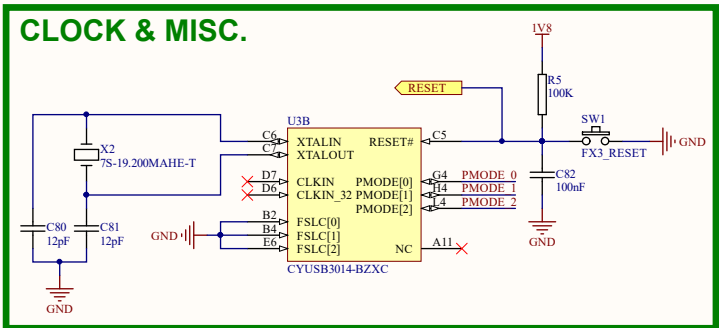 CLOCK & MISC.
1V8
RESET
R5
100K
SW1
FX3_RESET
GND
U3B
C6
XTALIN
RESET#
C5
C7
XTALOUT
X2
7S-19.200MAHE-T
D7
CLKIN
PMODE[0]
G4
PMODE_0
D6
CLKIN_32
PMODE[1]
H4
PMODE_1
PMODE[2]
L4
PMODE_2
C82
100nF
B2
FSLC[0]
B4
FSLC[1]
E6
FSLC[2]
NC
A11
GND
C80
12pF
C81
12pF
GND
CYUSB3014-BZXC
GND